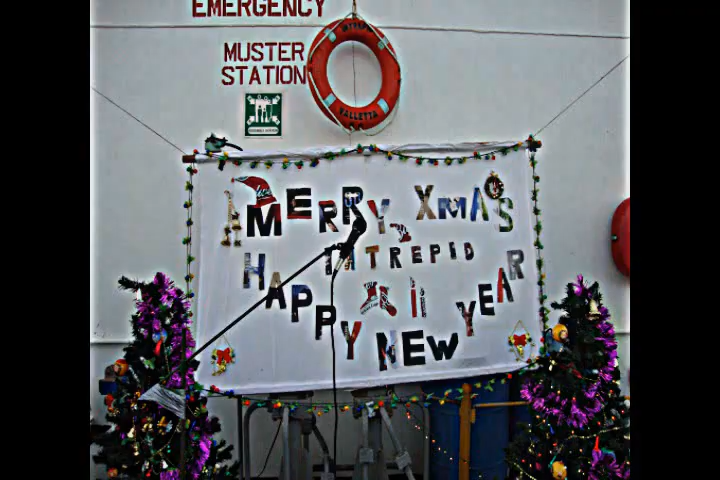 EMERGENCY
MUSTER
STATION
VALLETTA
MERRY XMAS
INTREPID
HAPPY NEW YEAR